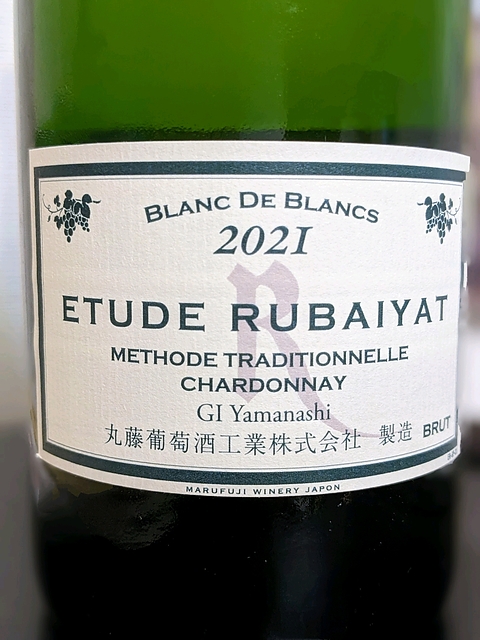 BLANC DE BLANCS
2021
ETUDE RUBAIYAT
METHODE TRADITIONNELLE
CHARDONNAY
GI Yamanashi
丸藤葡萄酒工業株式会社 製造 BRUT
MARUFUJI WINERY JAPON